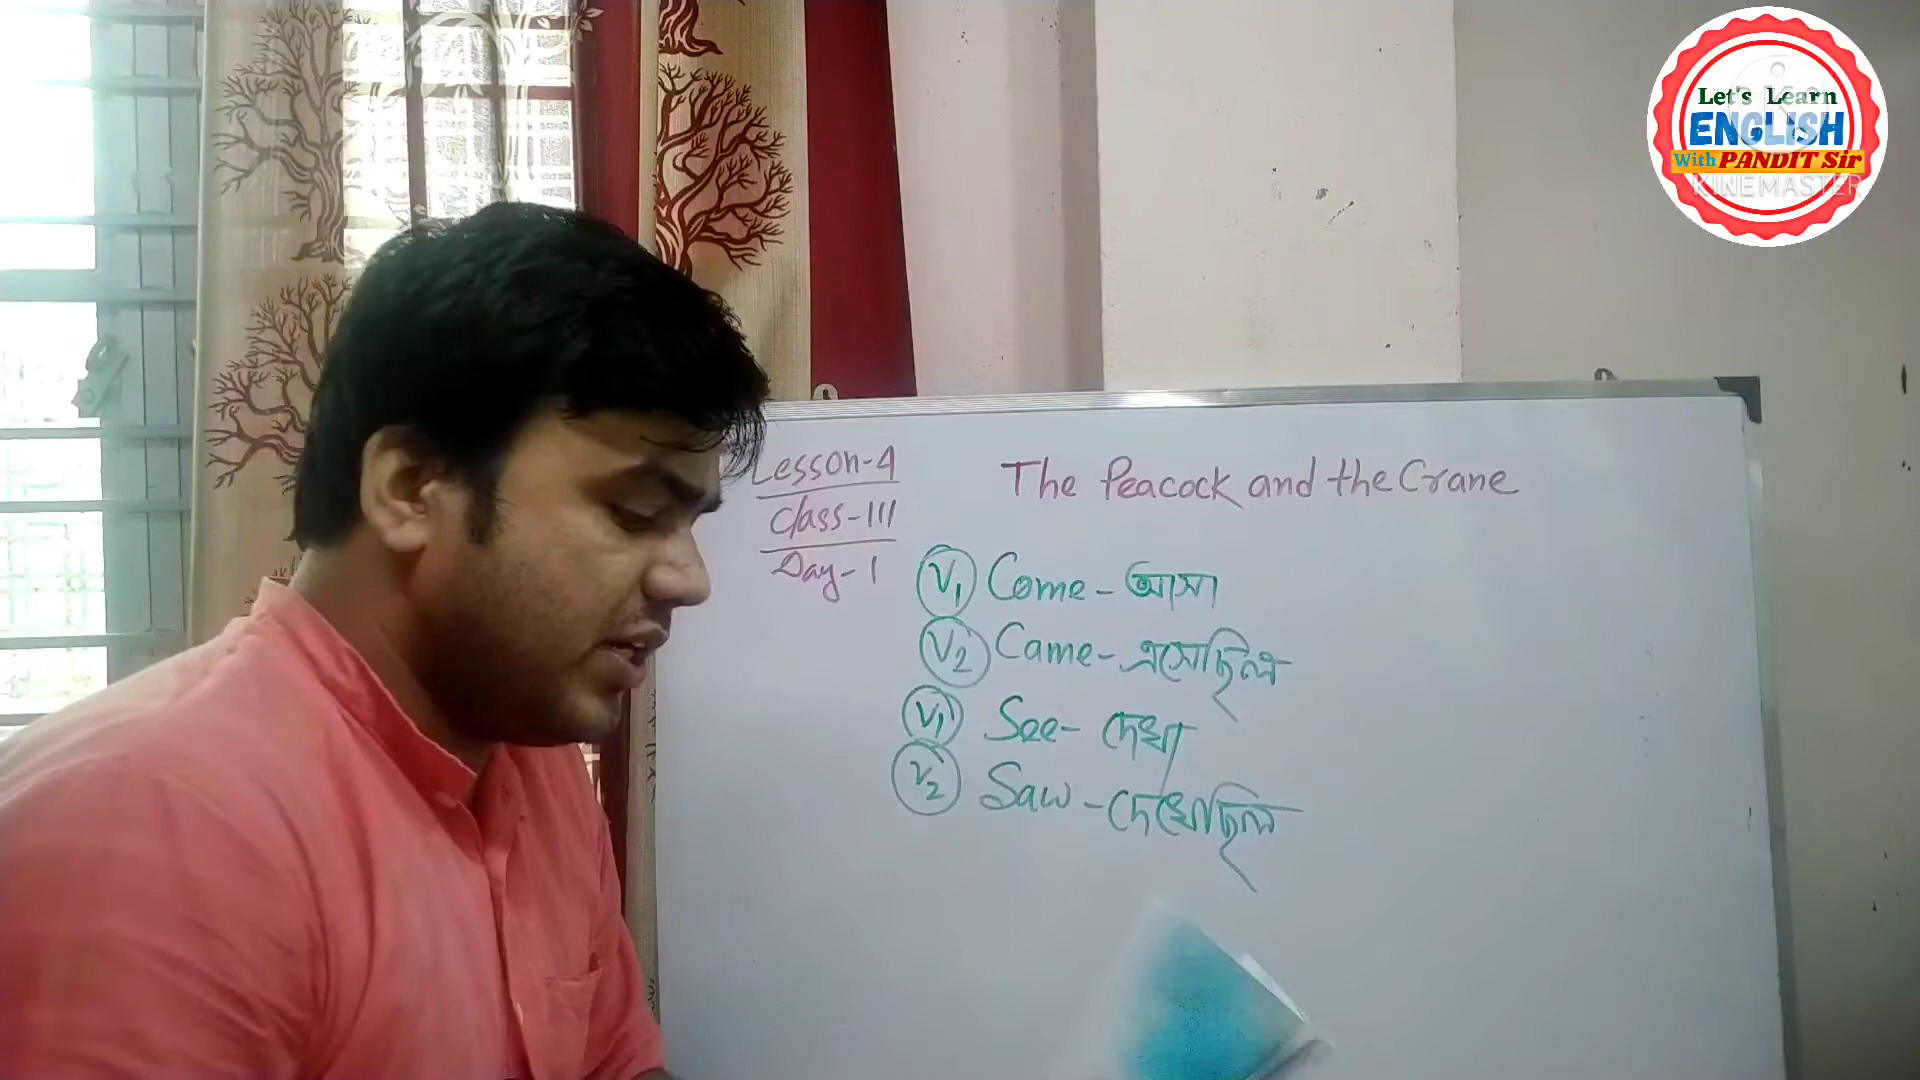 Let's Learn
ENGLISH
With PANDIT Sir
KINEMASTER
Lesson-4
Class-III
Day-1
The Peacock and the Crane
V1 Come - আসা
V2 Came - এসেছিল
V1 See - দেখা
V2 Saw - দেখেছিল